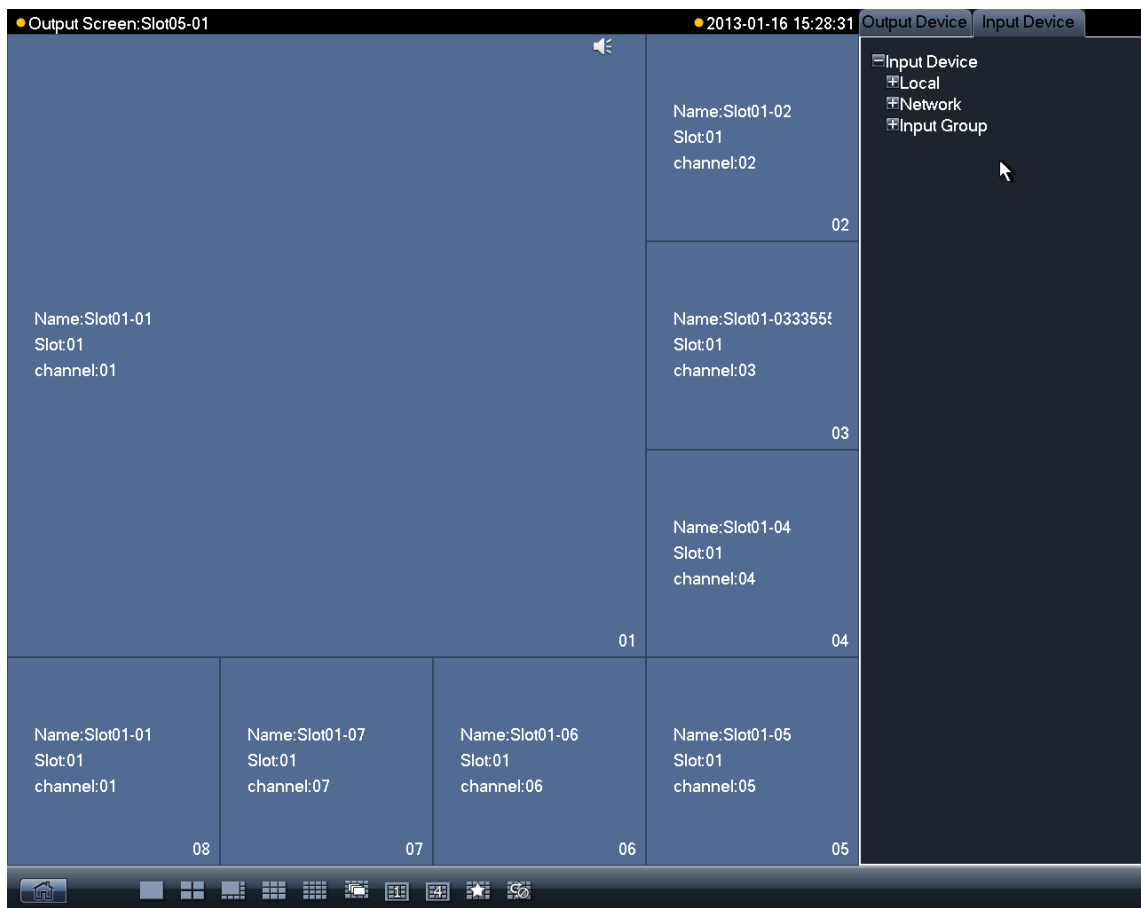 Output Screen:Slot05-01
2013-01-16 15:28:31
Output Device
Input Device
Input Device
Local
Network
Input Group
Name:Slot01-01
Slot:01
channel:01
01
Name:Slot01-02
Slot:01
channel:02
02
Name:Slot01-0333555
Slot:01
channel:03
03
Name:Slot01-04
Slot:01
channel:04
04
Name:Slot01-01
Slot:01
channel:01
08
Name:Slot01-07
Slot:01
channel:07
07
Name:Slot01-06
Slot:01
channel:06
06
Name:Slot01-05
Slot:01
channel:05
05
1
4